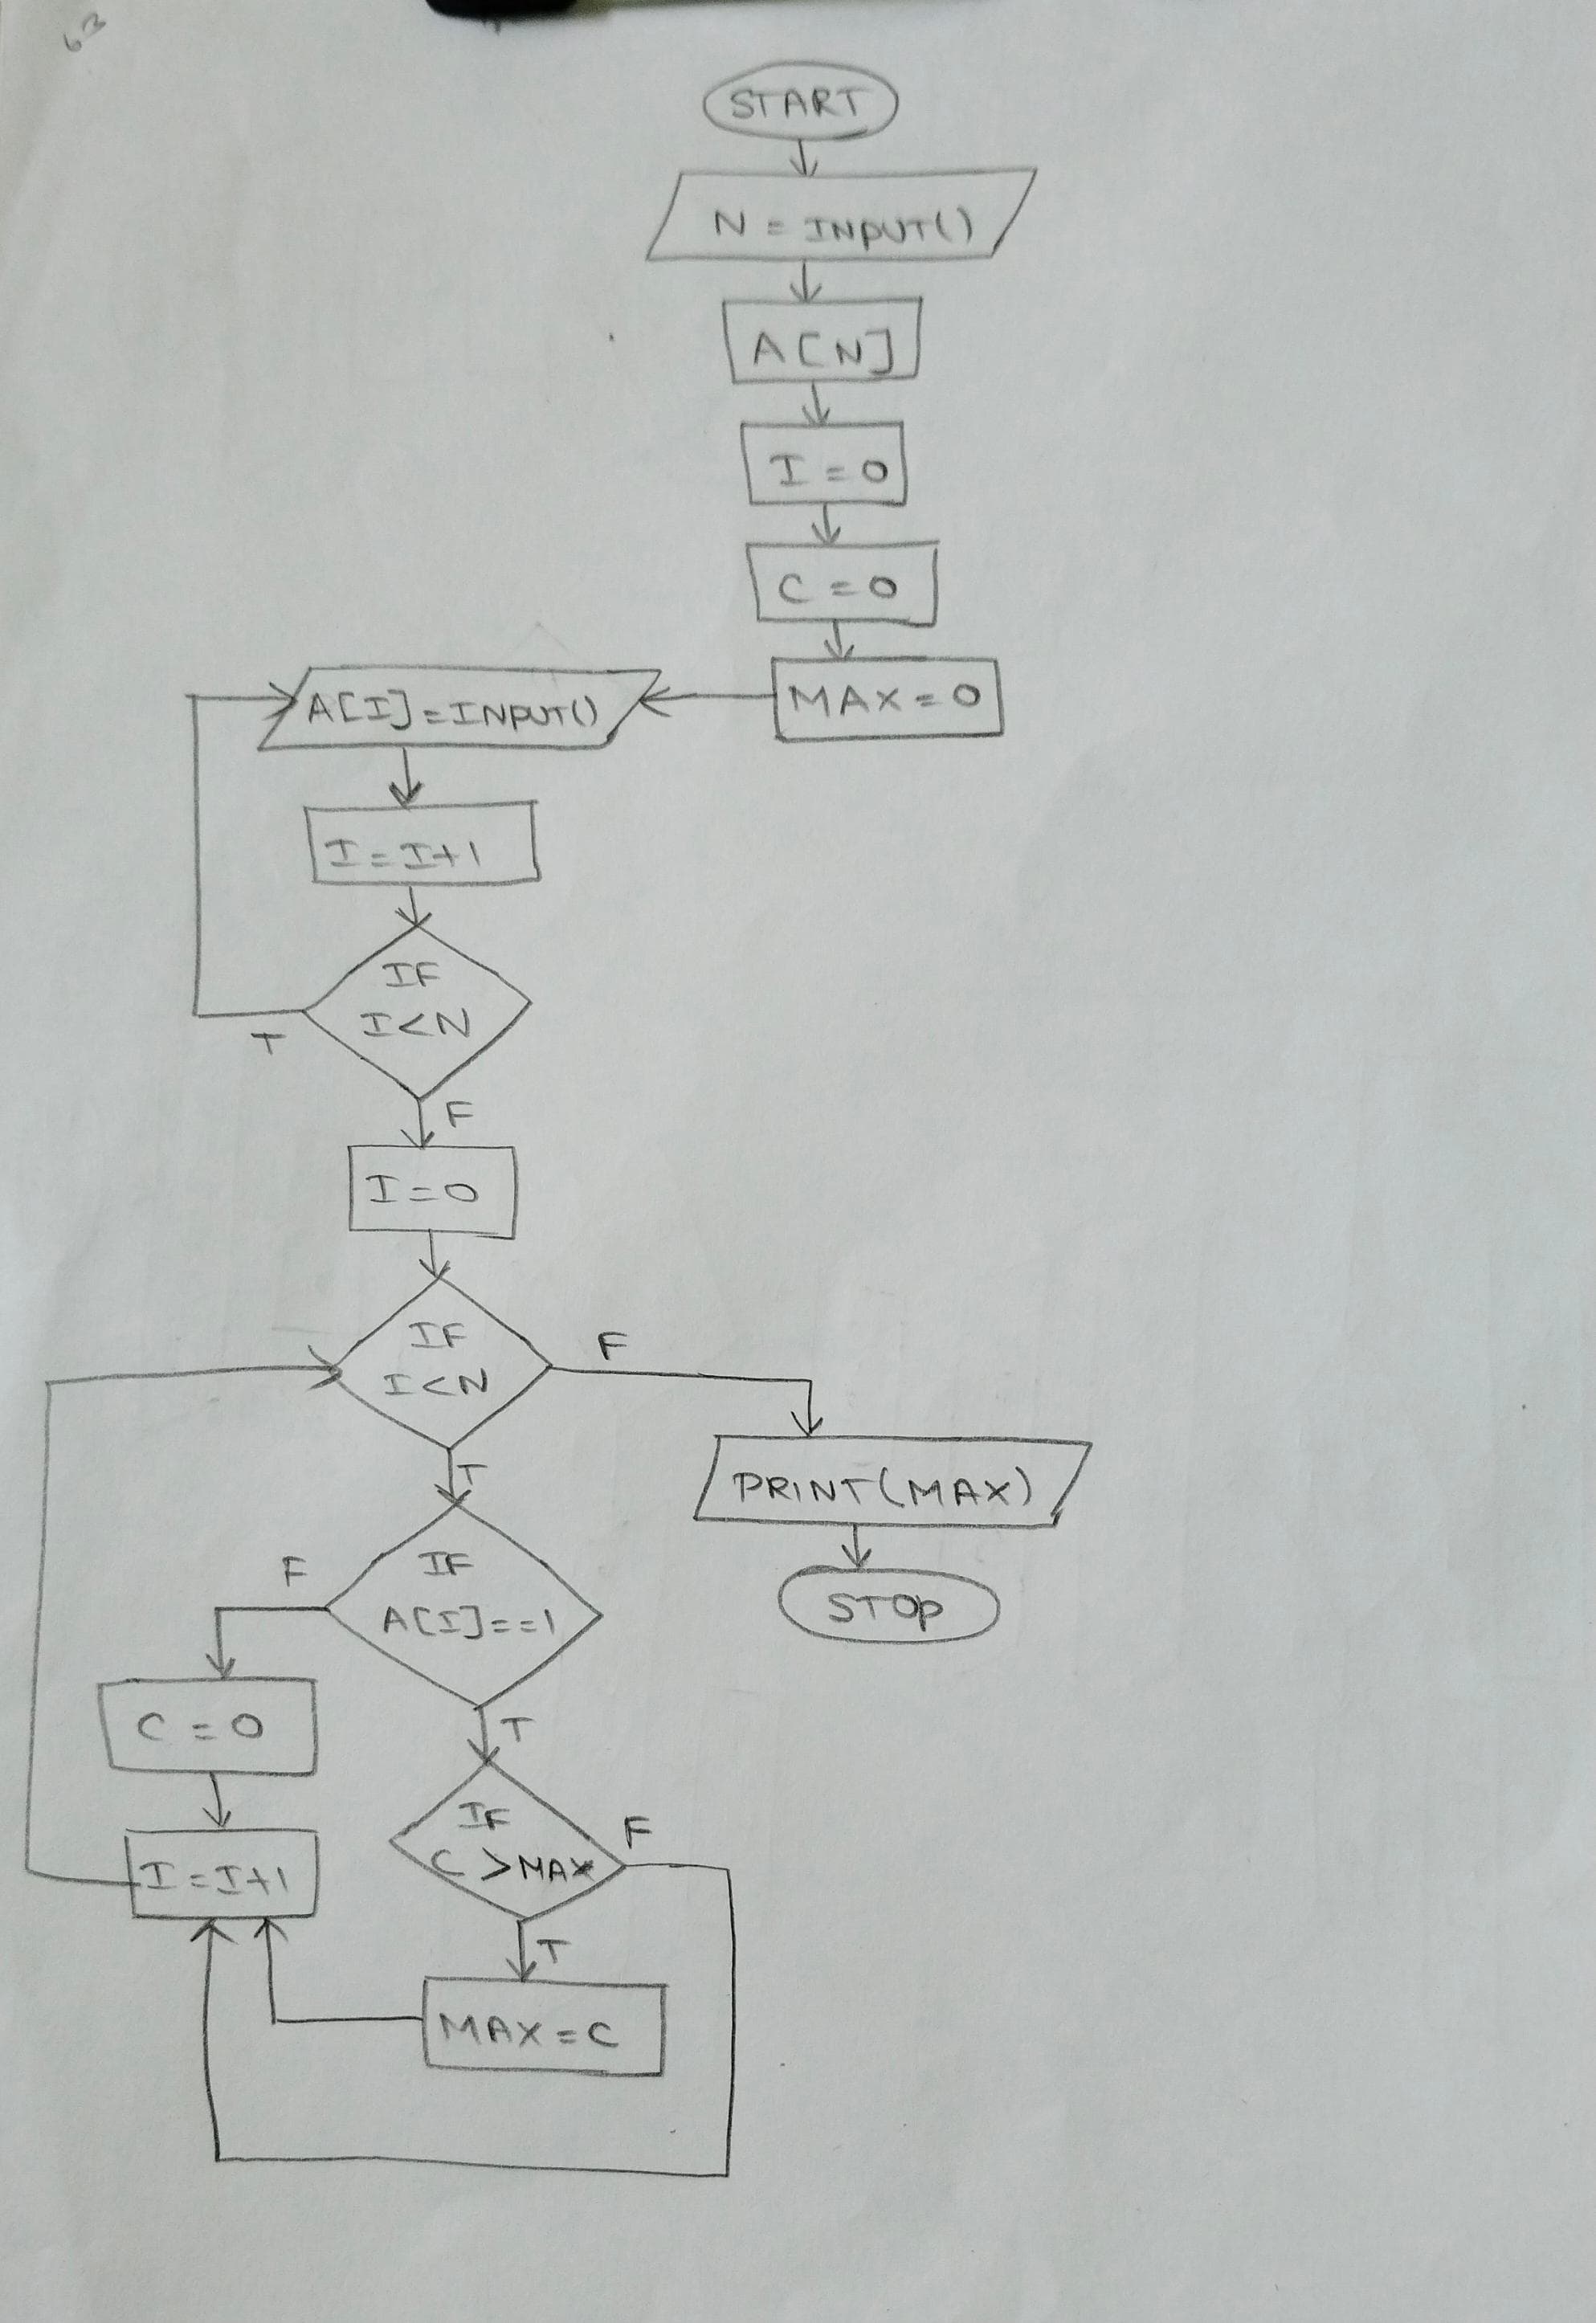 63
START
N = INPUT()
A[N]
I = 0
C = 0
MAX = 0
A[I] = INPUT()
I = I+1
IF
I<N
T
F
I=0
IF
I<N
F
T
PRINT(MAX)
STOP
IF
A[I]==1
F
T
C = 0
I = I+1
IF
C >MAX
F
T
MAX = C